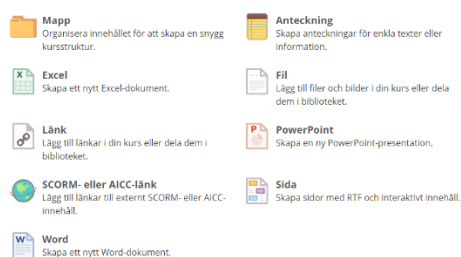 Mapp
Organisera innehållet för att skapa en snygg
kursstruktur.
Anteckning
Skapa anteckningar för enkla texter eller
information.
Excel
Skapa ett nytt Excel-dokument.
Fil
Lägg till filer och bilder i din kurs eller dela
dem i biblioteket.
Länk
Lägg till länkar i din kurs eller dela dem i
biblioteket.
PowerPoint
Skapa en ny PowerPoint-presentation.
SCORM- eller AICC-länk
Lägg till länkar till externt SCORM- eller AICC-
innehåll.
Sida
Skapa sidor med RTF och interaktivt innehåll.
Word
Skapa ett nytt Word-dokument.